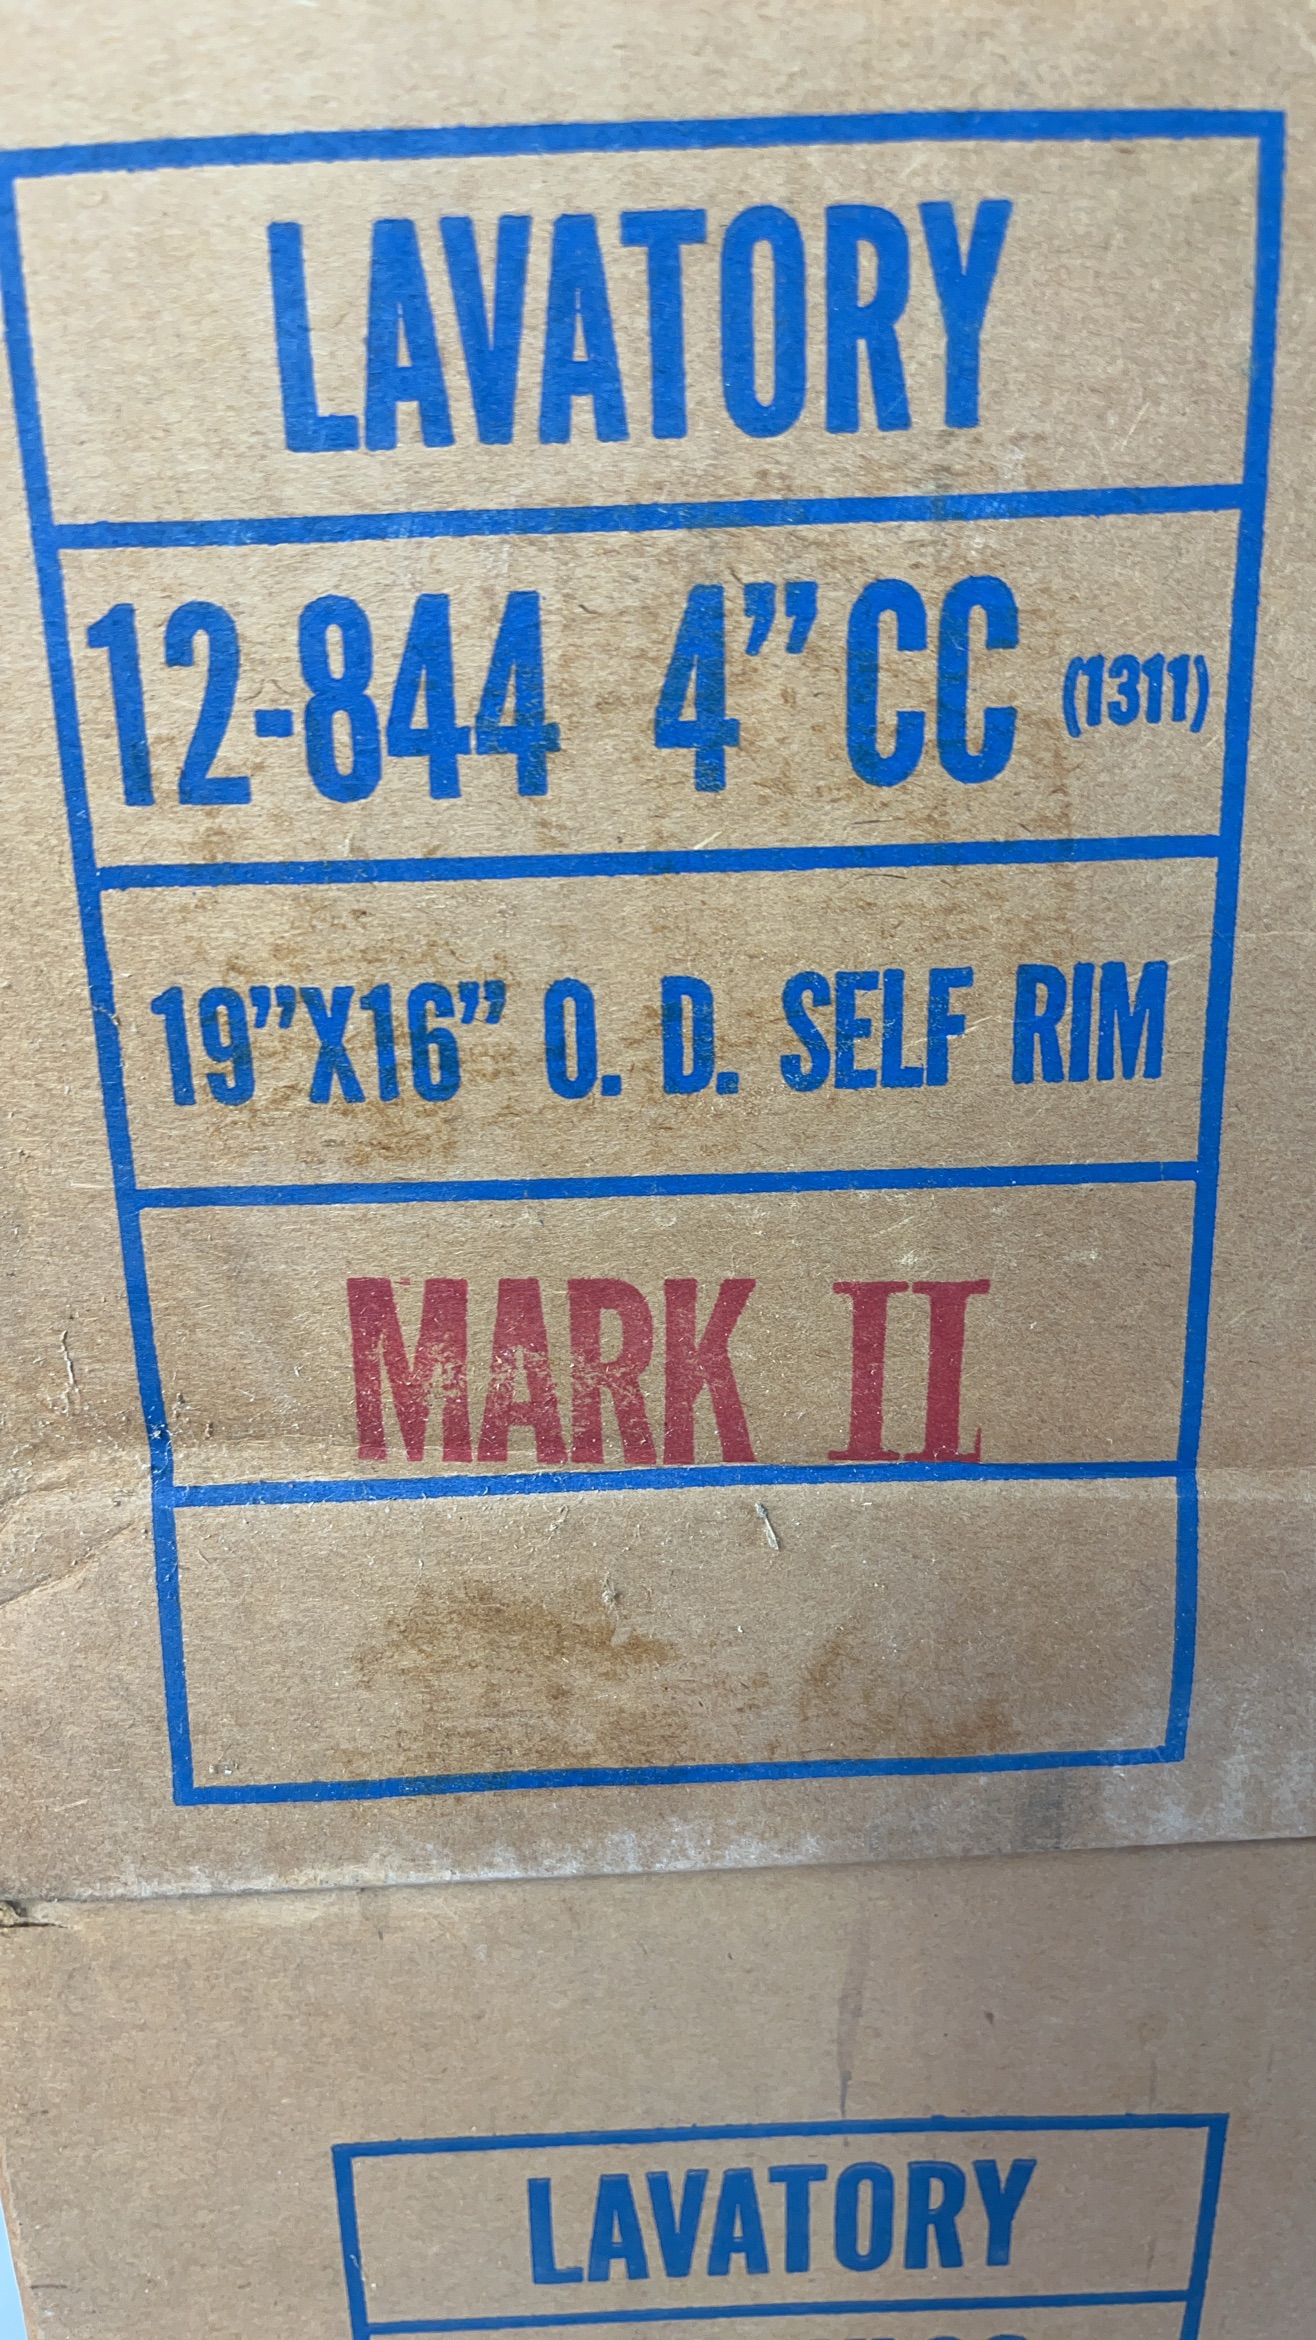 LAVATORY
12-844 4" CC (1311)
19"X16" O. D. SELF RIM
MARK II
LAVATORY